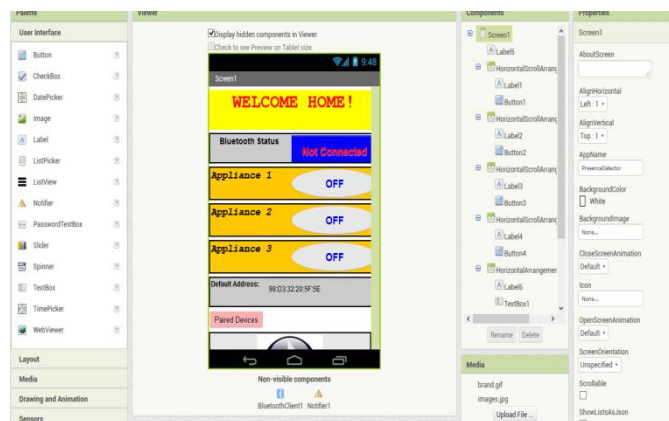 Palette
User Interface
Button
CheckBox
DatePicker
Image
Label
ListPicker
ListView
Notifier
PasswordTextBox
Slider
Spinner
TextBox
TimePicker
WebViewer
Layout
Media
Drawing and Animation
Sensors
Viewer
Display hidden components in Viewer
Check to see Preview on Tablet size.
9:48
Screen1
WELCOME HOME!
Bluetooth Status
Not Connected
Appliance 1
OFF
Appliance 2
OFF
Appliance 3
OFF
Default Address:
98:D3:32:20:5F:5E
Paired Devices
Non-visible components
BluetoothClient1
Notifier1
Components
Screen1
Label5
HorizontalScrollArrang
Label1
Button1
HorizontalScrollArrang
Label2
Button2
HorizontalScrollArrang
Label3
Button3
HorizontalScrollArrang
Label4
Button4
HorizontalArrangemer
Label6
TextBox1
Rename
Delete
Media
brand.gif
images.jpg
Upload File ...
Properties
Screen1
AboutScreen
AlignHorizontal
Left : 1
AlignVertical
Top : 1
AppName
PresenceDetector
BackgroundColor
White
BackgroundImage
None...
CloseScreenAnimation
Default
Icon
None...
OpenScreenAnimation
Default
ScreenOrientation
Unspecified
Scrollable
ShowListsAsJson